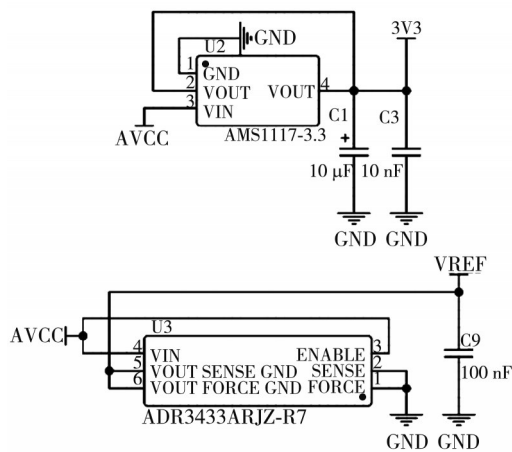 3V3
GND
U2
1
GND
2
VOUT VOUT
4
3
VIN
C1
C3
AVCC
AMS1117-3.3
+
10 μF 10 nF
GND GND
VREF
U3
AVCC
4
VIN ENABLE
3
C9
5
VOUT SENSE GND SENSE
2
6
VOUT FORCE GND FORCE
1
100 nF
ADR3433ARJZ-R7
GND GND